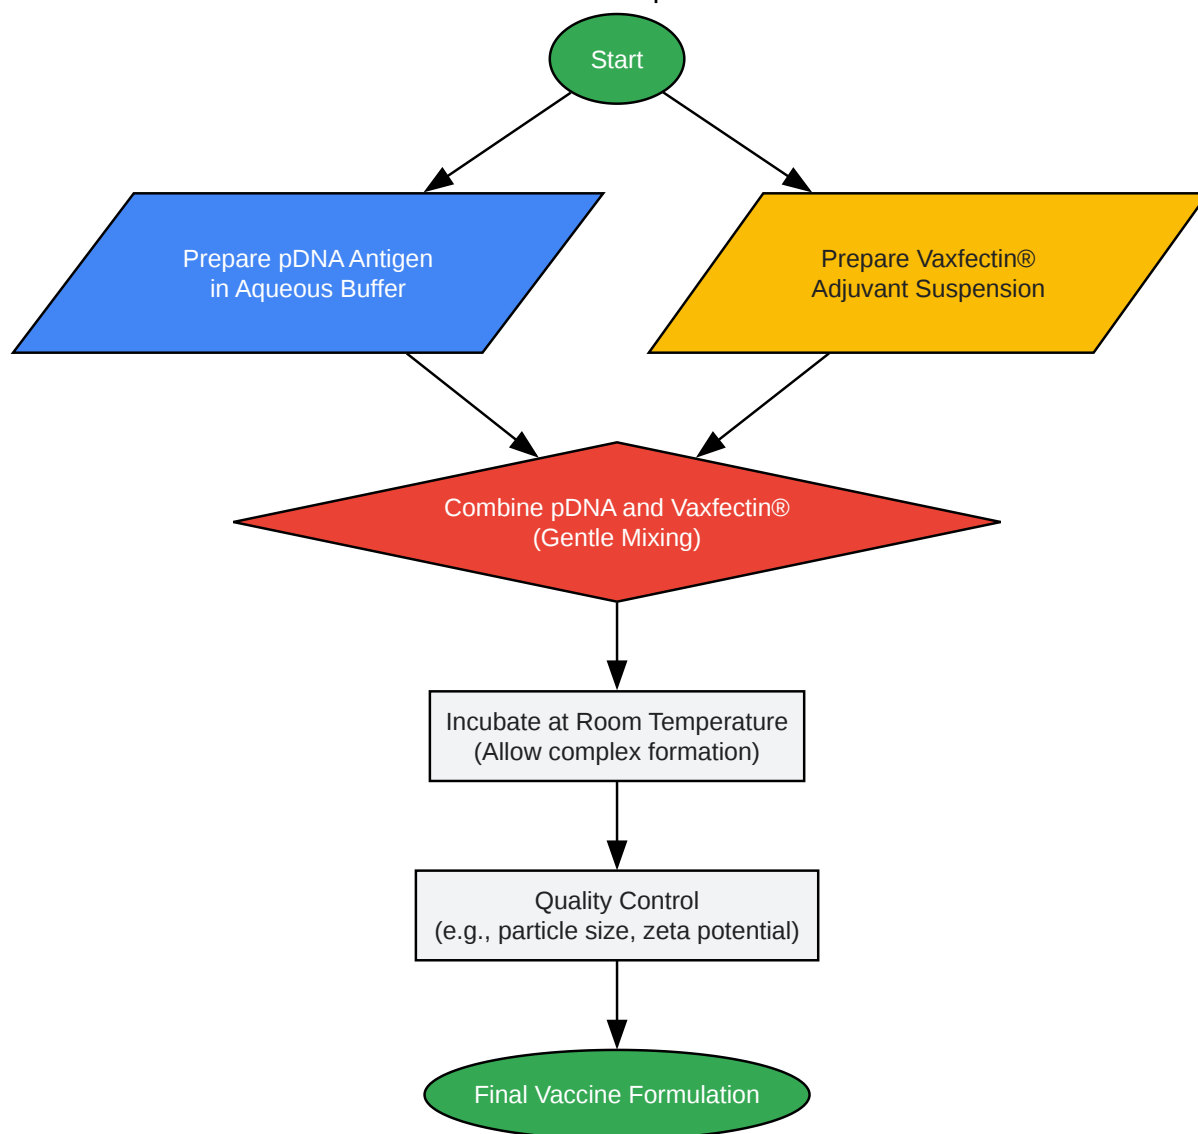 Start
Prepare pDNA Antigen
in Aqueous Buffer
Prepare Vaxfectin®
Adjuvant Suspension
Combine pDNA and Vaxfectin®
(Gentle Mixing)
Incubate at Room Temperature
(Allow complex formation)
Quality Control
(e.g., particle size, zeta potential)
Final Vaccine Formulation